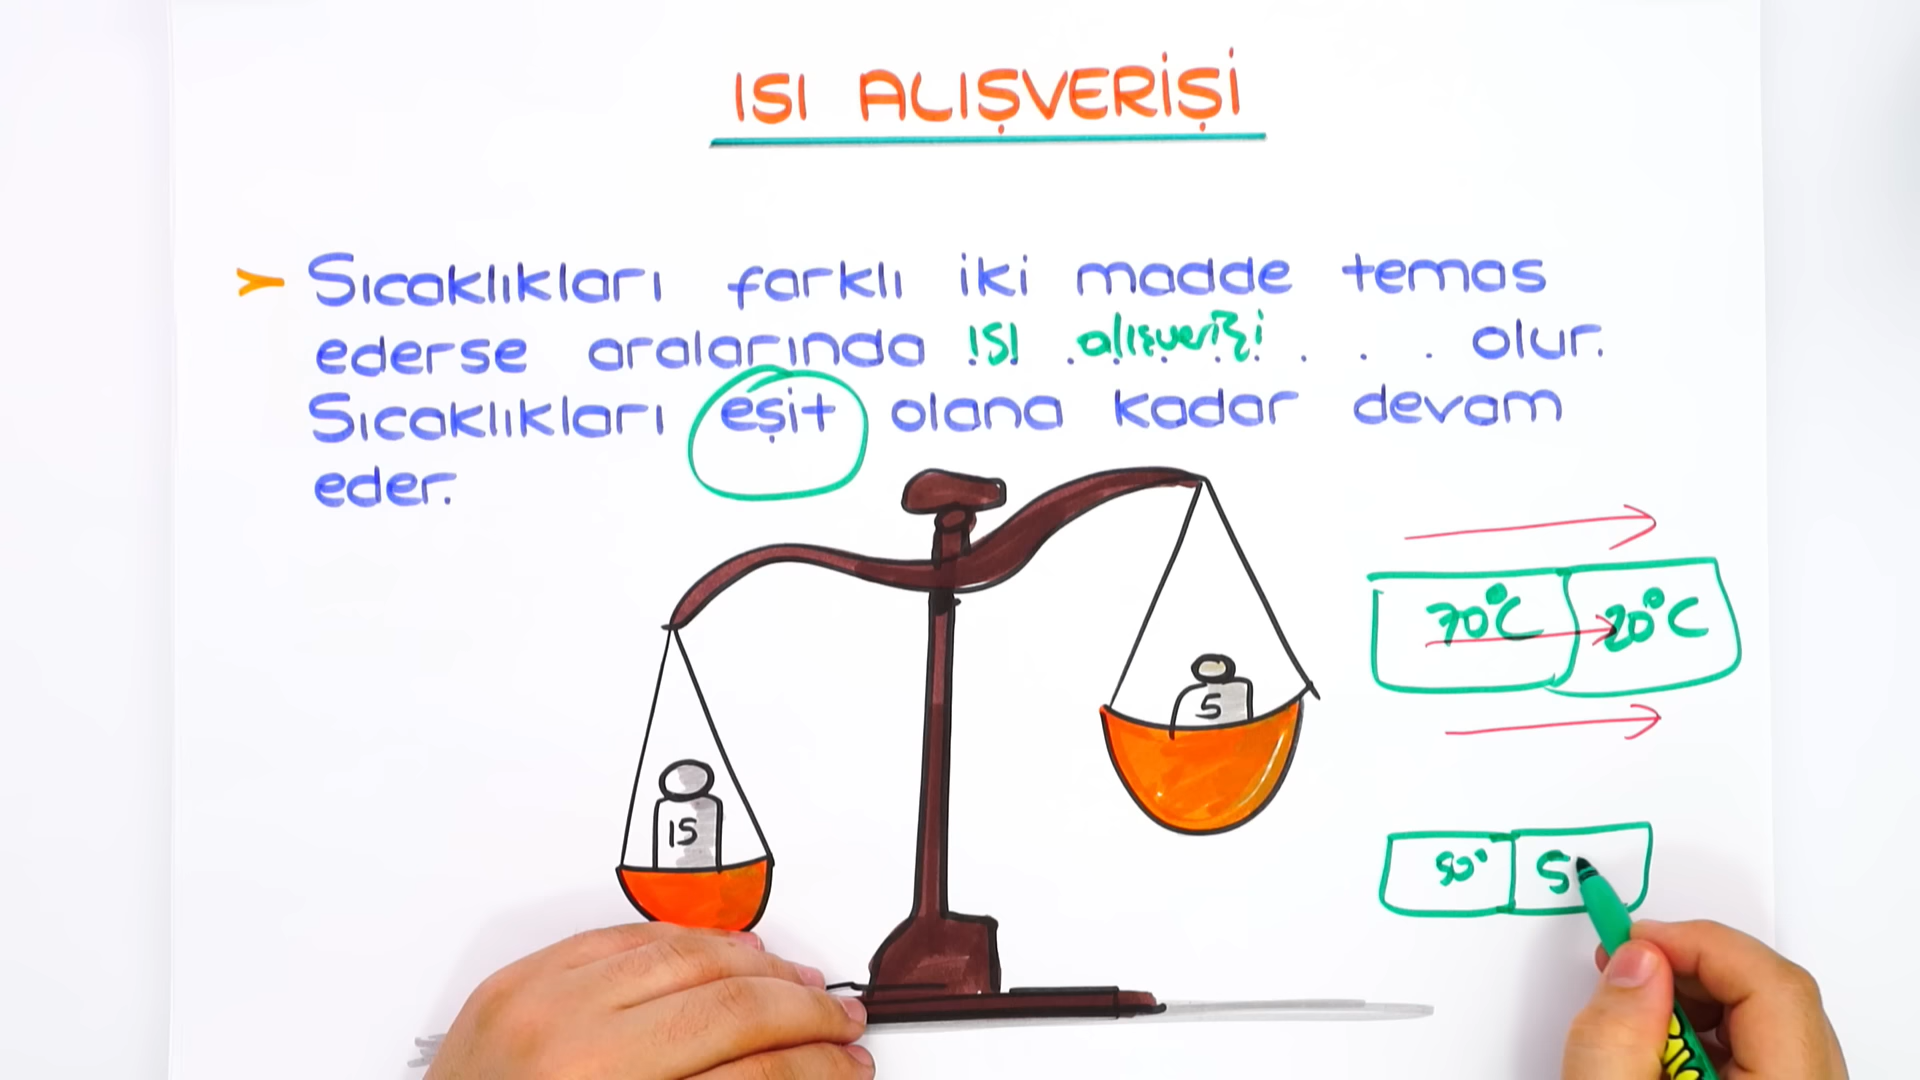 ISI ALIŞVERİŞİ
Sıcaklıkları farklı iki madde temas
ederse aralarında ısı alışverişi . . . olur.
Sıcaklıkları eşit olana kadar devam
eder.
70°C 20°C
5
15
50° 5